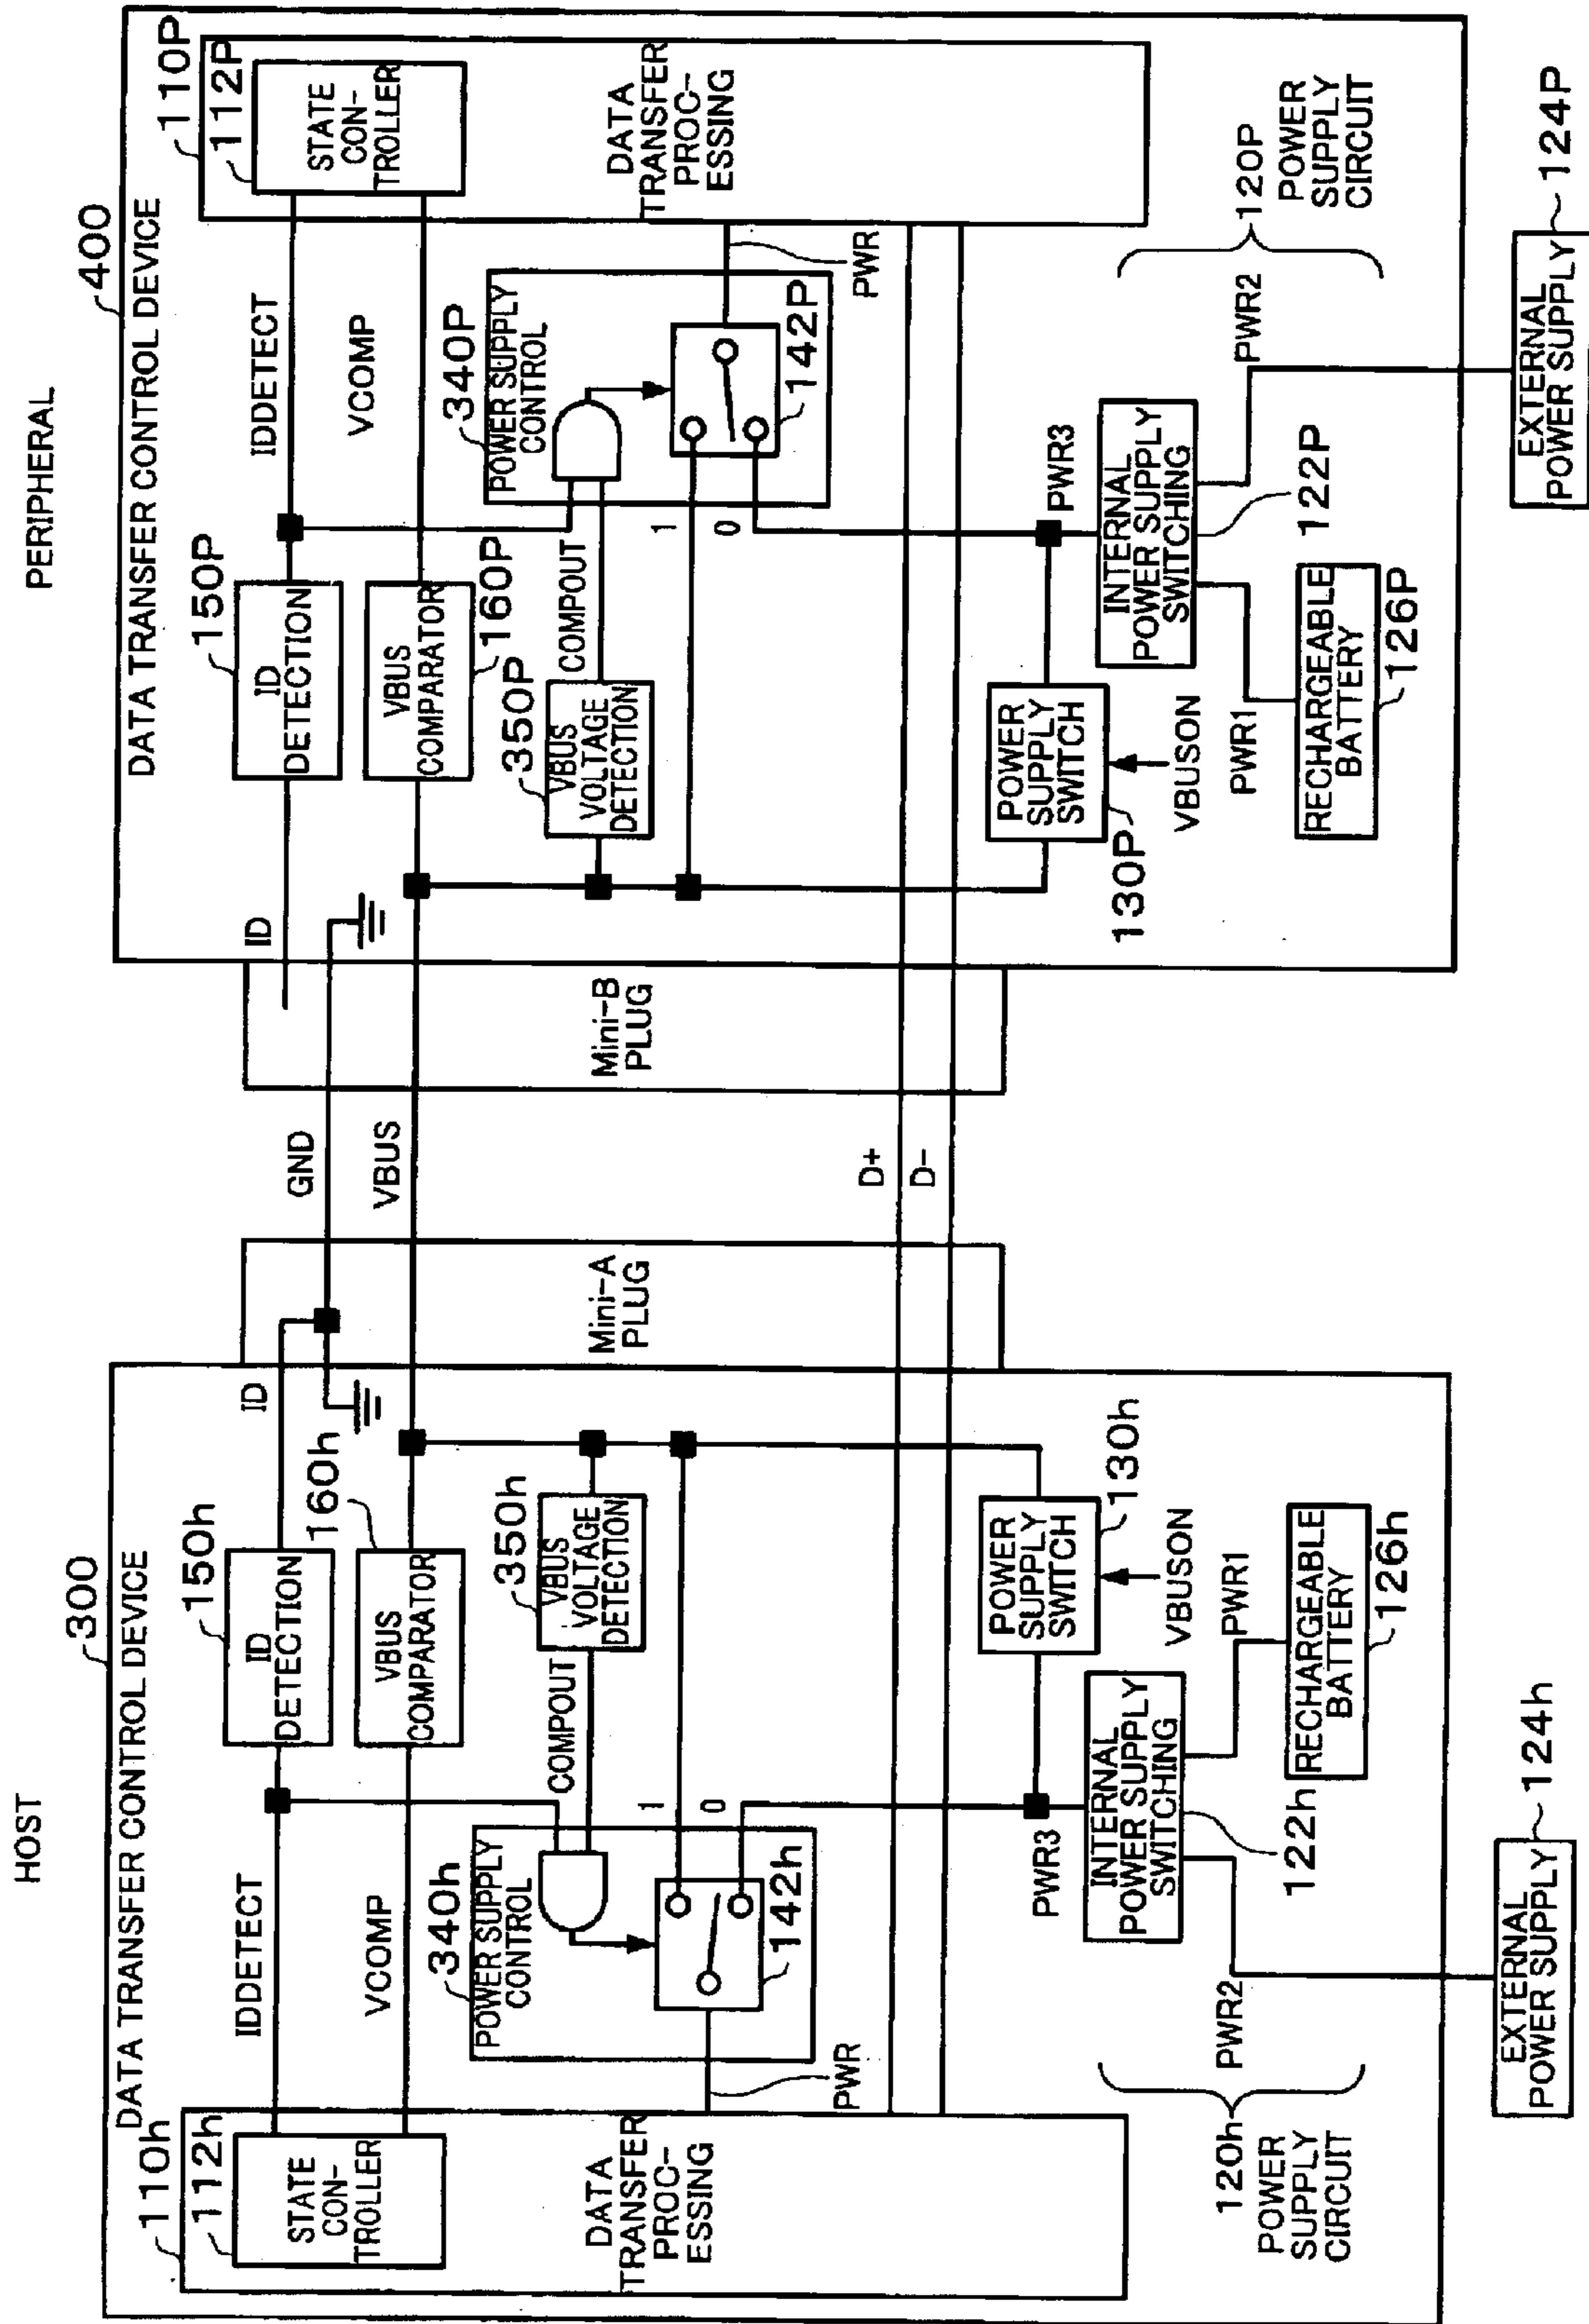 HOST
300
DATA TRANSFER CONTROL DEVICE
110h
112h
STATE
CON-
TROLLER
DATA
TRANSFER
PROC-
ESSING
IDDETECT
VCOMP
150h
ID
DETECTION
160h
VBUS
COMPARATOR
350h
VBUS
VOLTAGE
DETECTION
COMPOUT
340h
POWER SUPPLY
CONTROL
1
0
142h
PWR
PWR3
POWER
SUPPLY
SWITCH
130h
VBUSON
INTERNAL
POWER SUPPLY
SWITCHING
122h
PWR1
RECHARGEABLE
BATTERY
126h
PWR2
120h
POWER
SUPPLY
CIRCUIT
EXTERNAL
POWER SUPPLY
124h
ID
Mini-A
PLUG
GND
VBUS
D+
D-
Mini-B
PLUG
ID
PERIPHERAL
400
DATA TRANSFER CONTROL DEVICE
150P
ID
DETECTION
IDDETECT
VBUS
COMPARATOR
160P
VCOMP
350P
VBUS
VOLTAGE
DETECTION
COMPOUT
340P
POWER SUPPLY
CONTROL
1
0
142P
PWR
110P
112P
STATE
CON-
TROLLER
DATA
TRANSFER
PROC-
ESSING
POWER
SUPPLY
SWITCH
130P
VBUSON
PWR3
INTERNAL
POWER SUPPLY
SWITCHING
122P
PWR1
RECHARGEABLE
BATTERY
126P
PWR2
120P
POWER
SUPPLY
CIRCUIT
EXTERNAL
POWER SUPPLY
124P